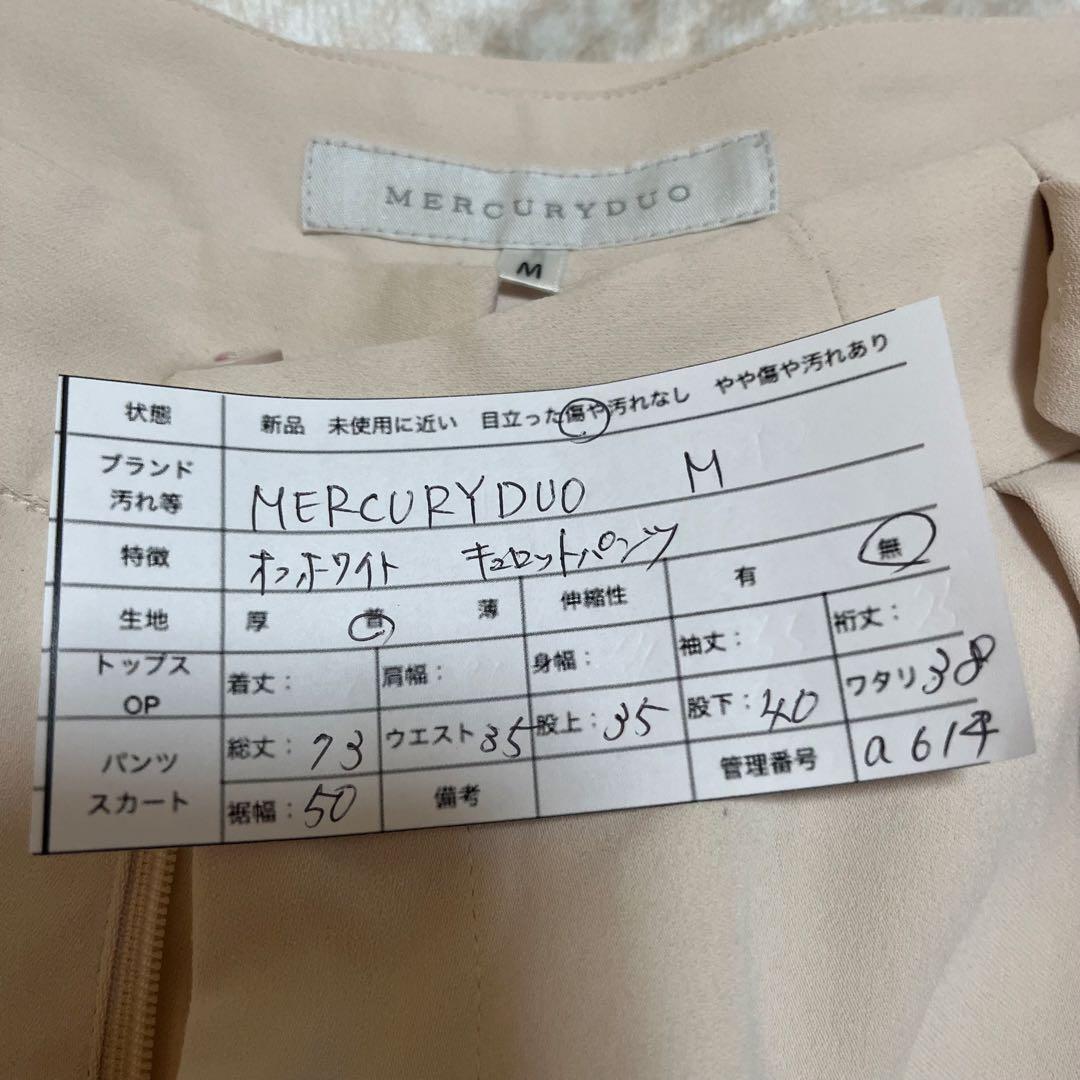 MERCURYDUO
M
状態 新品 未使用に近い 目立った傷や汚れなし やや傷や汚れあり
ブランド
汚れ等 MERCURYDUO M
特徴 オフホワイト キュロットパンツ
生地 厚 普 薄 伸縮性 有 無
トップス
OP 着丈: 肩幅: 身幅: 袖丈: 裄丈:
パンツ
スカート 総丈:73 ウエスト35 股上:35 股下:40 ワタリ38
裾幅:50 備考 管理番号 a614